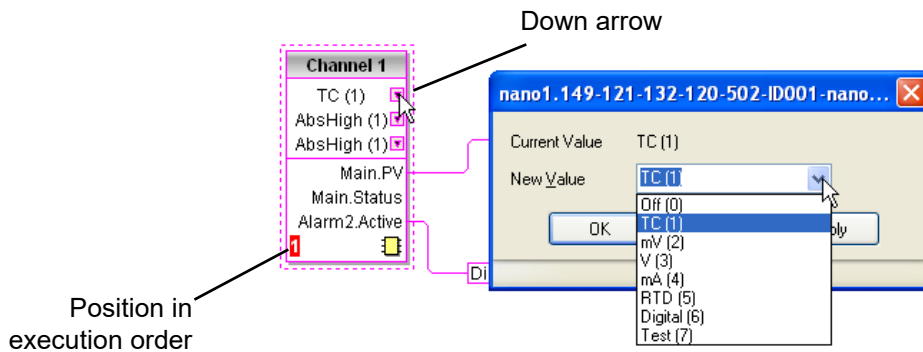 Down arrow
Channel 1
TC (1)
AbsHigh (1)
AbsHigh (1)
Main.PV
Main.Status
Alarm2.Active
1
Position in
execution order
nano1.149-121-132-120-502-ID001-nano...
Current Value TC (1)
New Value TC (1)
Off (0)
TC (1)
mV (2)
V (3)
mA (4)
RTD (5)
Digital (6)
Test (7)
OK
ply
Di